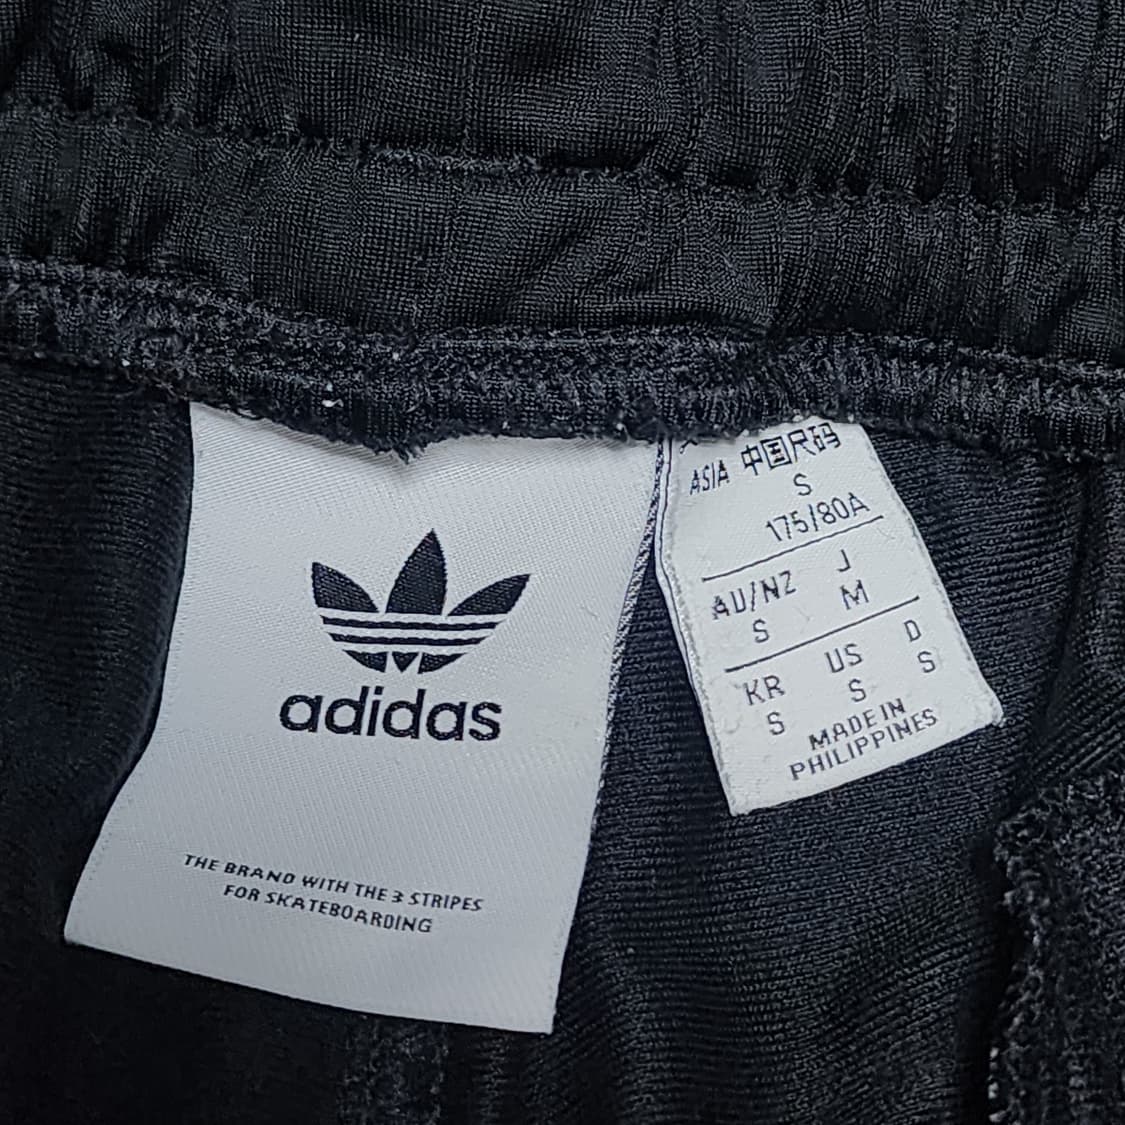 adidas
THE BRAND WITH THE 3 STRIPES
FOR SKATEBOARDING
ASIA 中国尺码
S
175/80A
AU/NZ J
S M
KR US D
S S S
MADE IN
PHILIPPINES